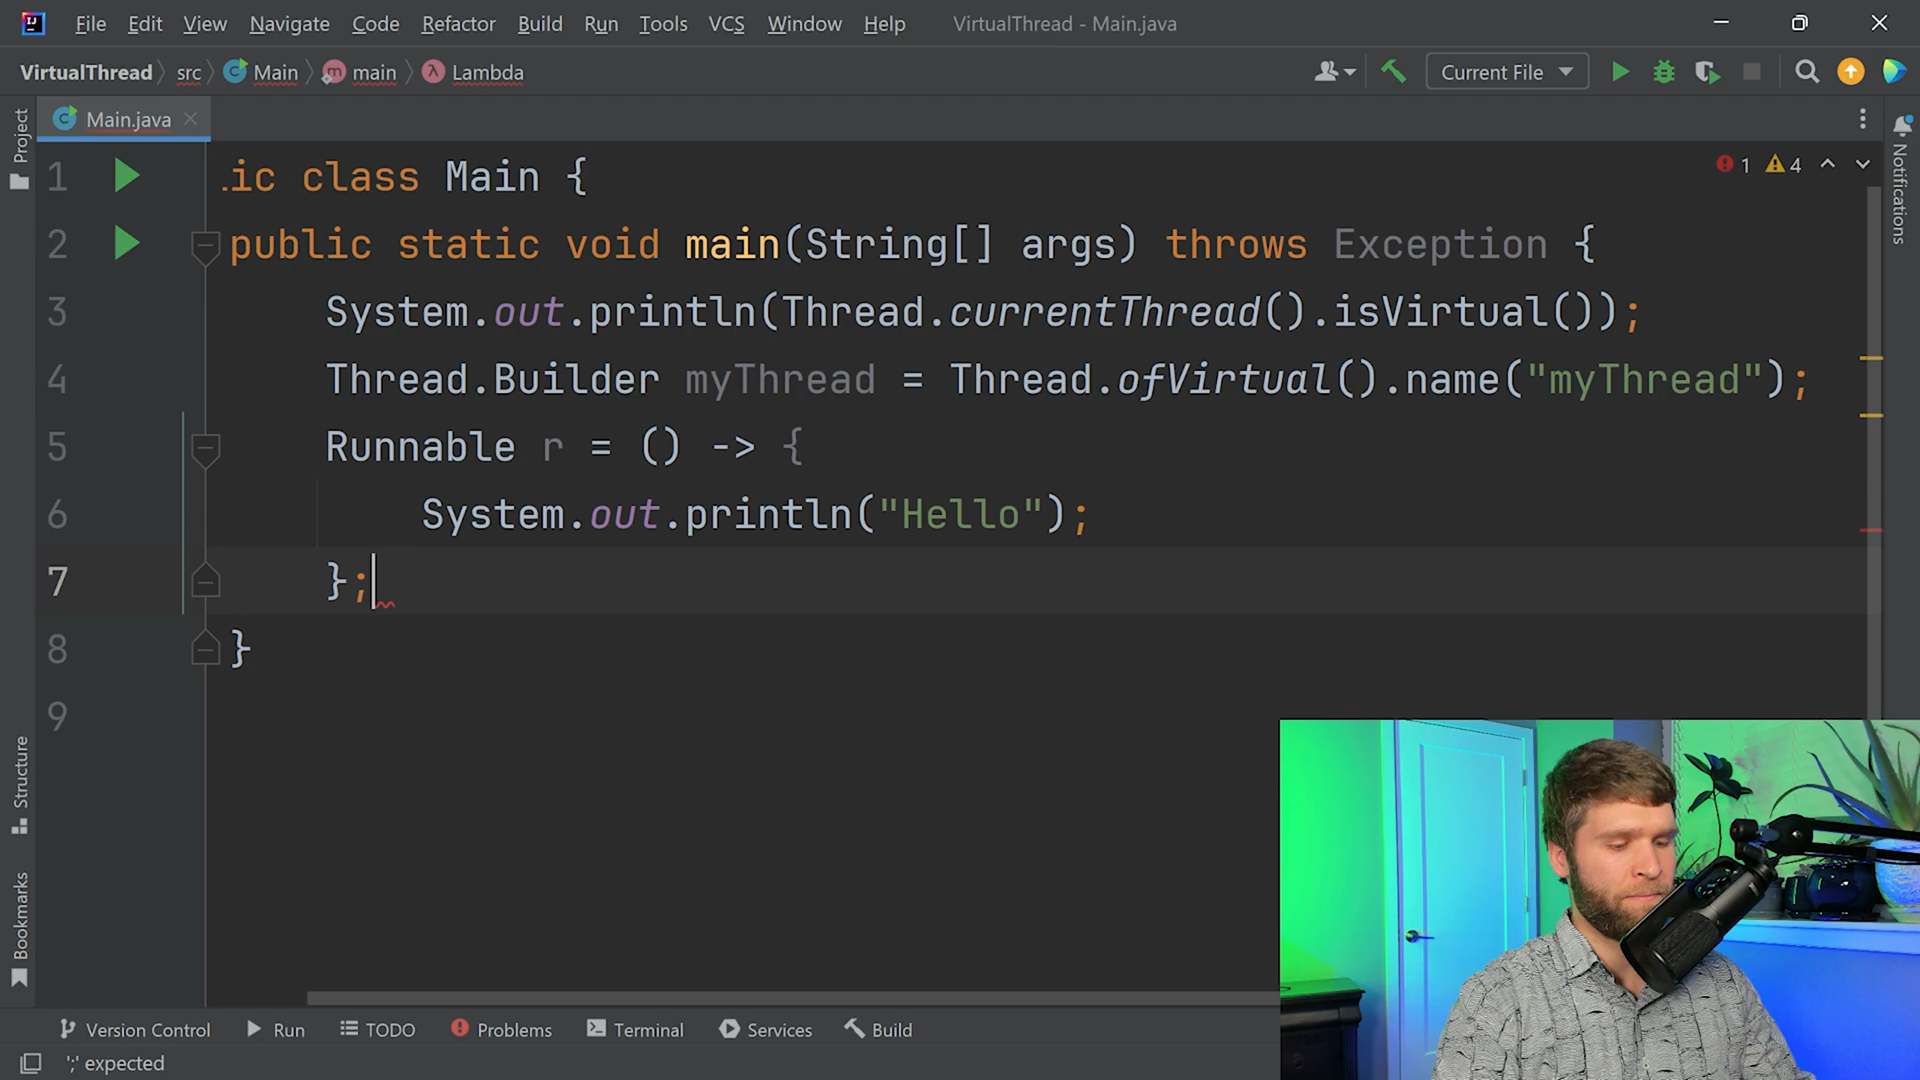 File Edit View Navigate Code Refactor Build Run Tools VCS Window Help VirtualThread - Main.java
VirtualThread src Main main Lambda Current File
Project
Main.java
1 ic class Main {
1 4
2 public static void main(String[] args) throws Exception {
3 System.out.println(Thread.currentThread().isVirtual());
4 Thread.Builder myThread = Thread.ofVirtual().name("myThread");
5 Runnable r = () -> {
6 System.out.println("Hello");
7 };
8 }
9
Notifications
Structure
Bookmarks
Version Control Run TODO Problems Terminal Services Build
';' expected